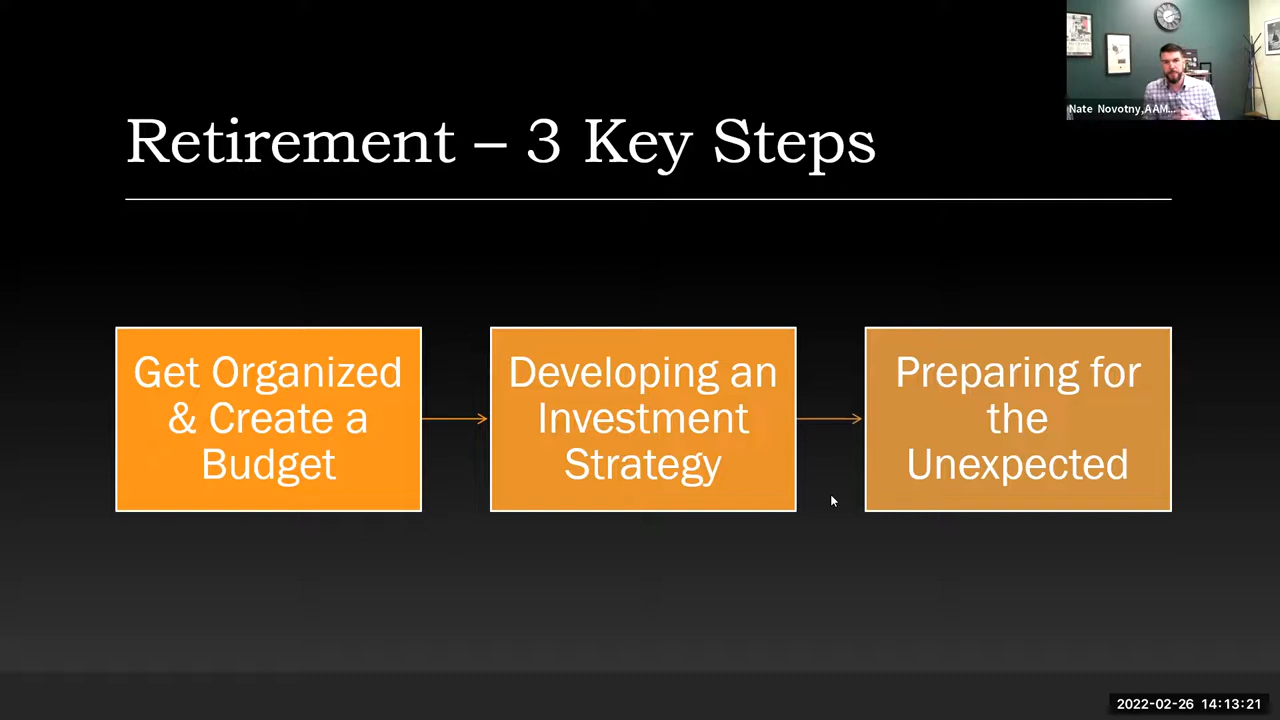 Nate Novotny,AAM...
Retirement – 3 Key Steps
Get Organized
& Create a
Budget
Developing an
Investment
Strategy
Preparing for
the
Unexpected
2022-02-26 14:13:21